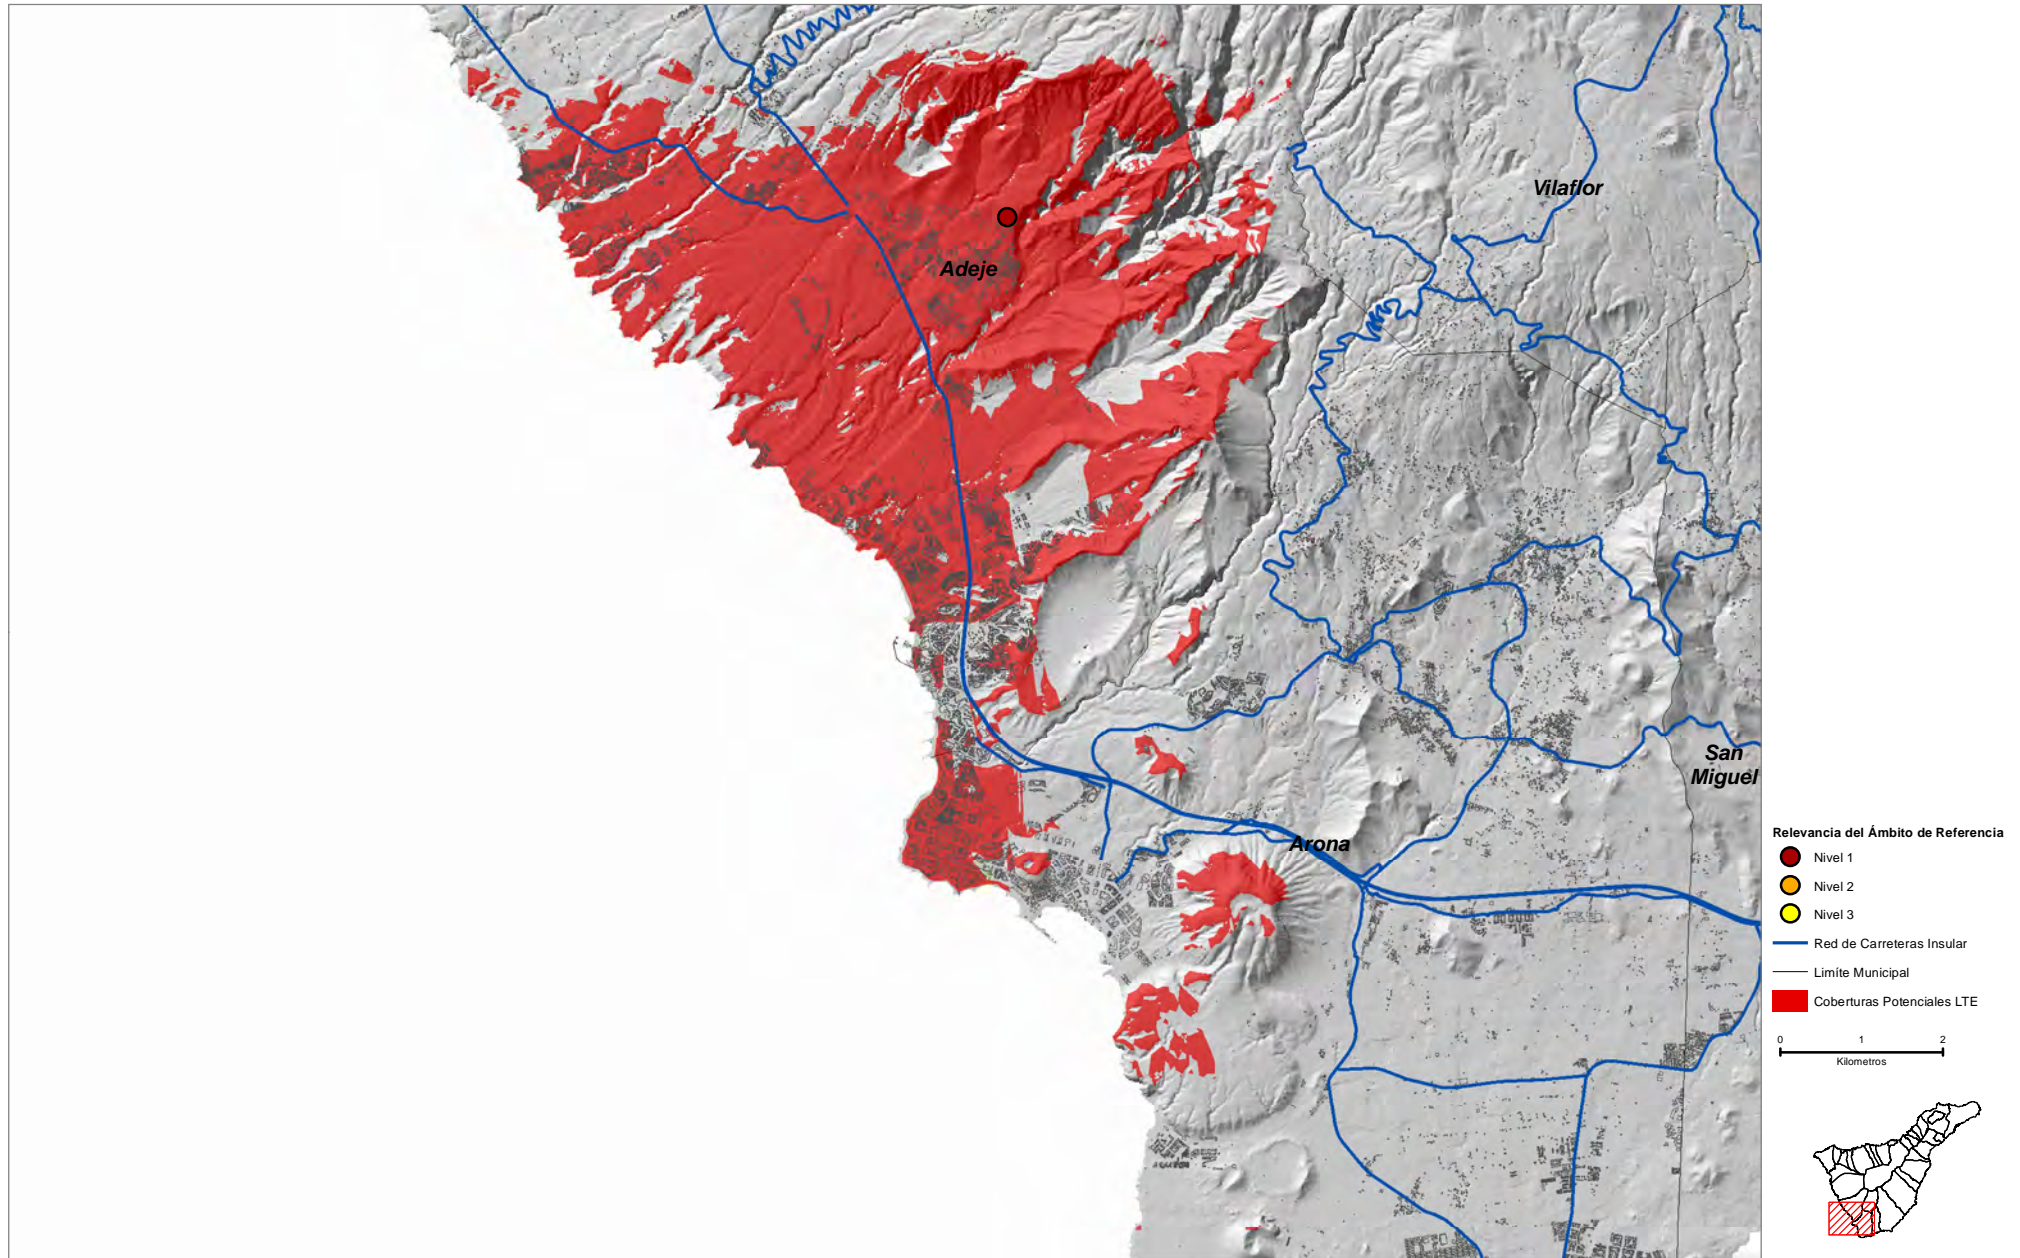 Vilaflor
Adeje
San
Miguel
Arona
Relevancia del Ámbito de Referencia
Nivel 1
Nivel 2
Nivel 3
Red de Carreteras Insular
Limíte Municipal
Coberturas Potenciales LTE
0 1 2
Kilometros